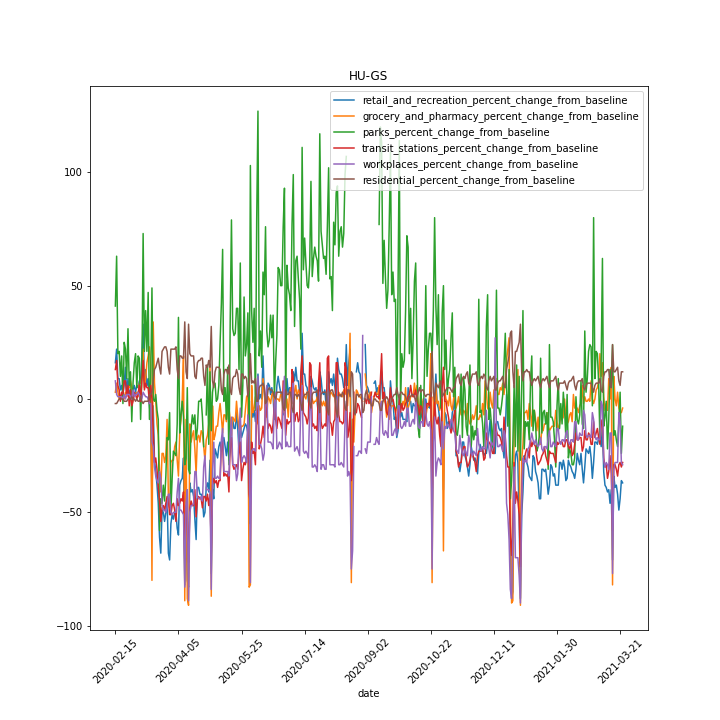 HU-GS
retail_and_recreation_percent_change_from_baseline
grocery_and_pharmacy_percent_change_from_baseline
parks_percent_change_from_baseline
transit_stations_percent_change_from_baseline
workplaces_percent_change_from_baseline
residential_percent_change_from_baseline
100
50
0
−50
−100
2020-02-15
2020-04-05
2020-05-25
2020-07-14
2020-09-02
2020-10-22
2020-12-11
2021-01-30
2021-03-21
date